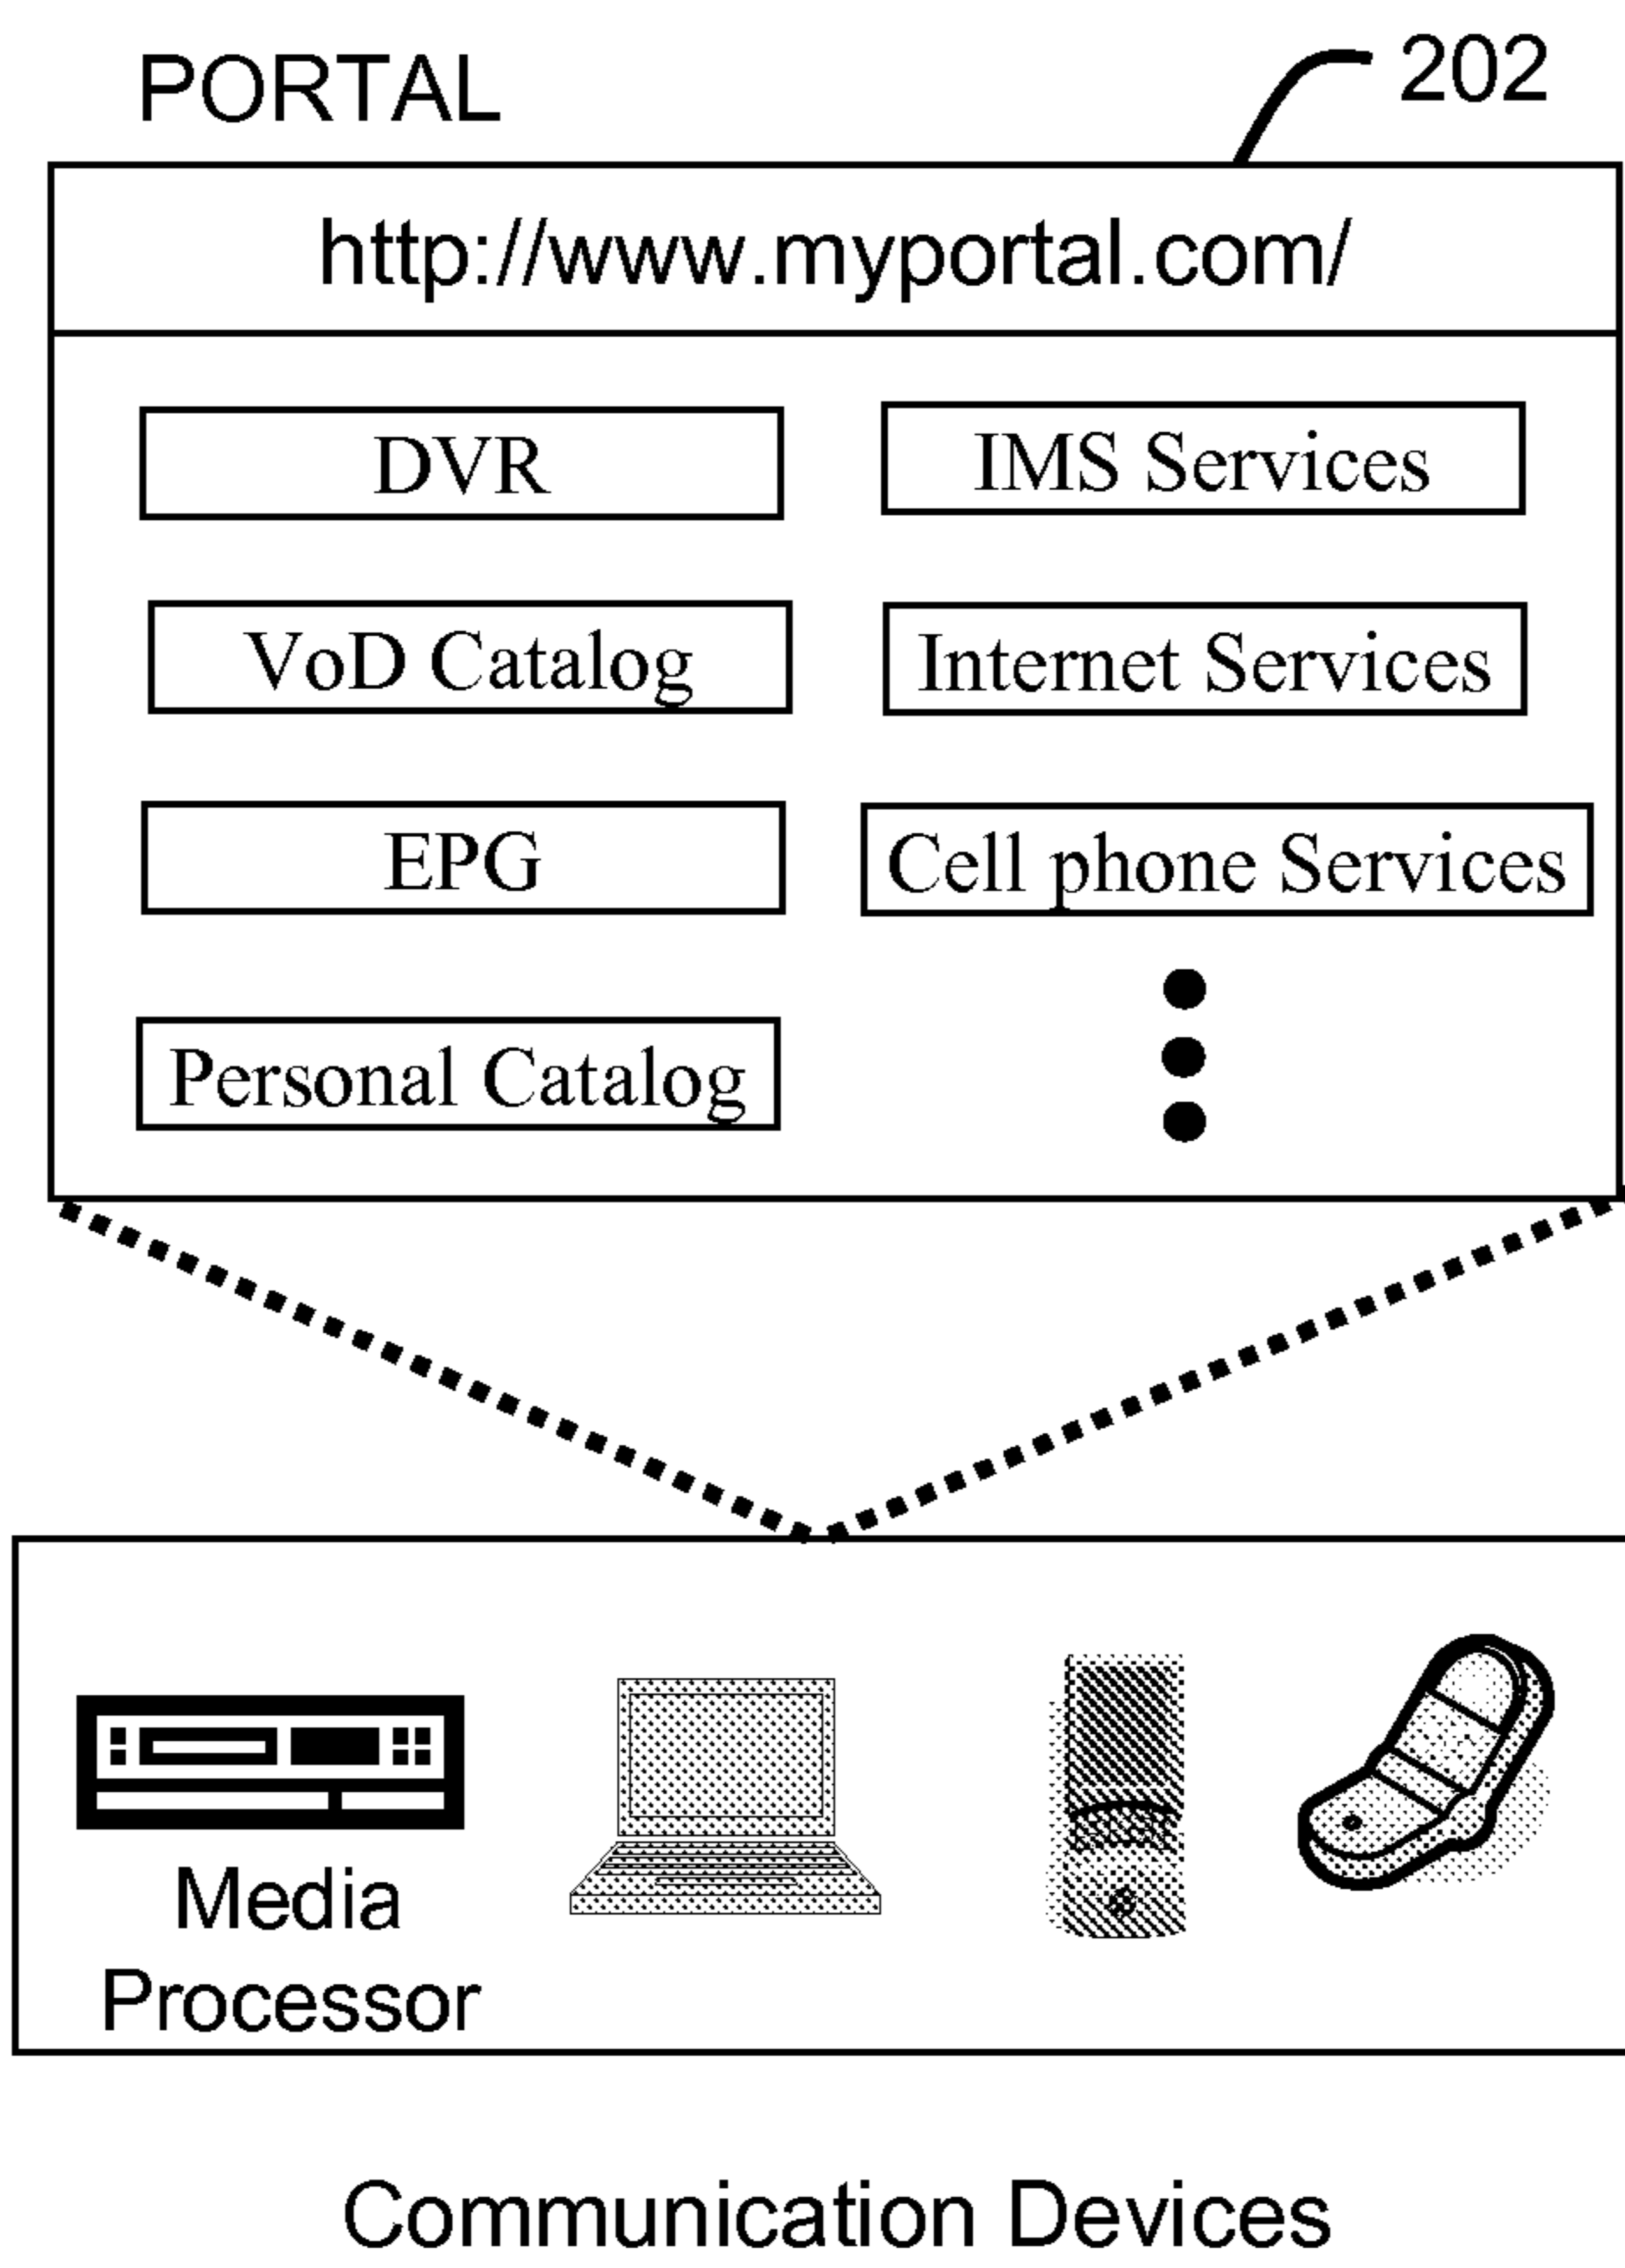 PORTAL
202
http://www.myportal.com/
DVR
IMS Services
VoD Catalog
Internet Services
EPG
Cell phone Services
Personal Catalog
Media
Processor
Communication Devices